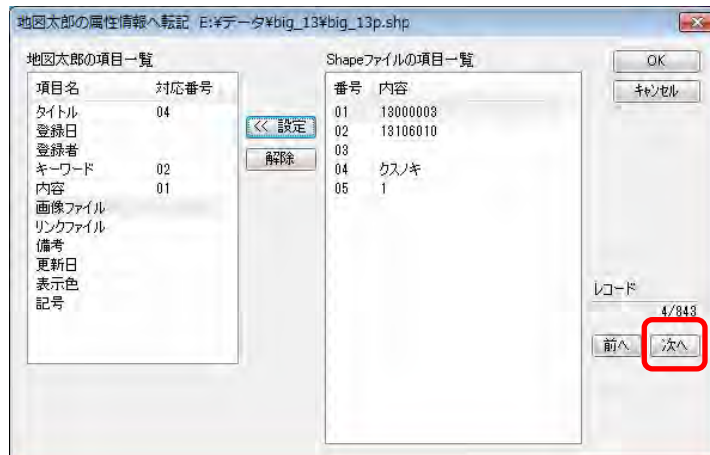 地図太郎の属性情報へ転記 E:¥データ¥big_13¥big_13p.shp
地図太郎の項目一覧
項目名 対応番号
タイトル 04
登録日
登録者
キーワード 02
内容 01
画像ファイル
リンクファイル
備考
更新日
表示色
記号
<< 設定
解除
Shapeファイルの項目一覧
番号 内容
01 13000003
02 13106010
03
04 クスノキ
05 1
OK
キャンセル
レコード
4/843
前へ 次へ